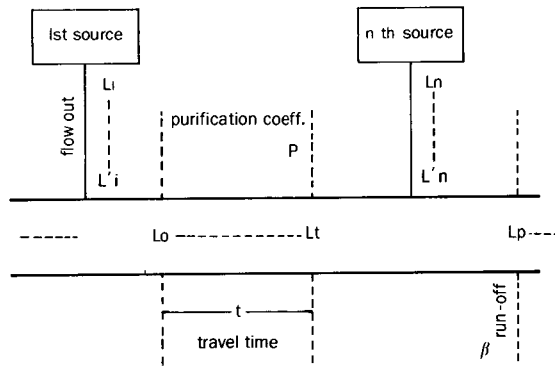 Ist source
n th source
flow out
Li
L'i
purification coeff.
P
Ln
L'n
Lo
Lt
Lp
t
travel time
run-off
β